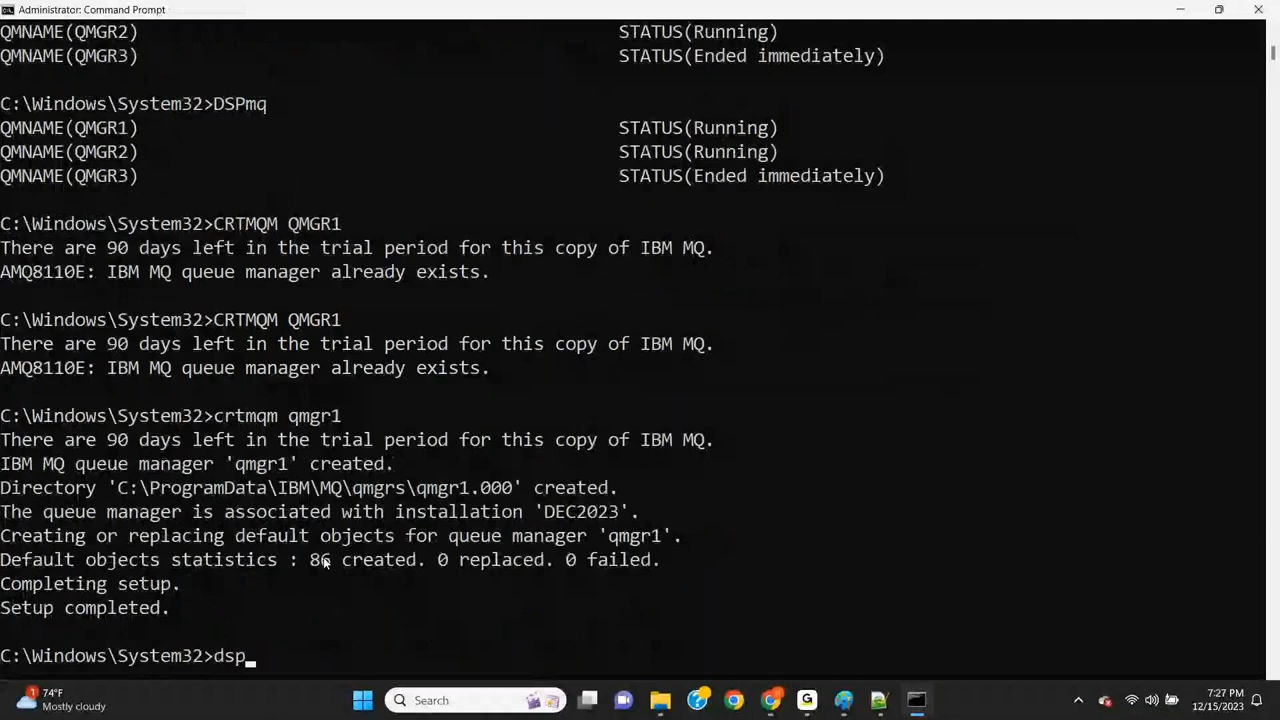 Administrator: Command Prompt
QMNAME(QMGR2) STATUS(Running)
QMNAME(QMGR3) STATUS(Ended immediately)
C:\Windows\System32>DSPmq
QMNAME(QMGR1) STATUS(Running)
QMNAME(QMGR2) STATUS(Running)
QMNAME(QMGR3) STATUS(Ended immediately)
C:\Windows\System32>CRTMQM QMGR1
There are 90 days left in the trial period for this copy of IBM MQ.
AMQ8110E: IBM MQ queue manager already exists.
C:\Windows\System32>CRTMQM QMGR1
There are 90 days left in the trial period for this copy of IBM MQ.
AMQ8110E: IBM MQ queue manager already exists.
C:\Windows\System32>crtmqm qmgr1
There are 90 days left in the trial period for this copy of IBM MQ.
IBM MQ queue manager 'qmgr1' created.
Directory 'C:\ProgramData\IBM\MQ\qmgrs\qmgr1.000' created.
The queue manager is associated with installation 'DEC2023'.
Creating or replacing default objects for queue manager 'qmgr1'.
Default objects statistics : 86 created. 0 replaced. 0 failed.
Completing setup.
Setup completed.
C:\Windows\System32>dsp
1
74°F
Mostly cloudy
Search
7:27 PM
12/15/2023